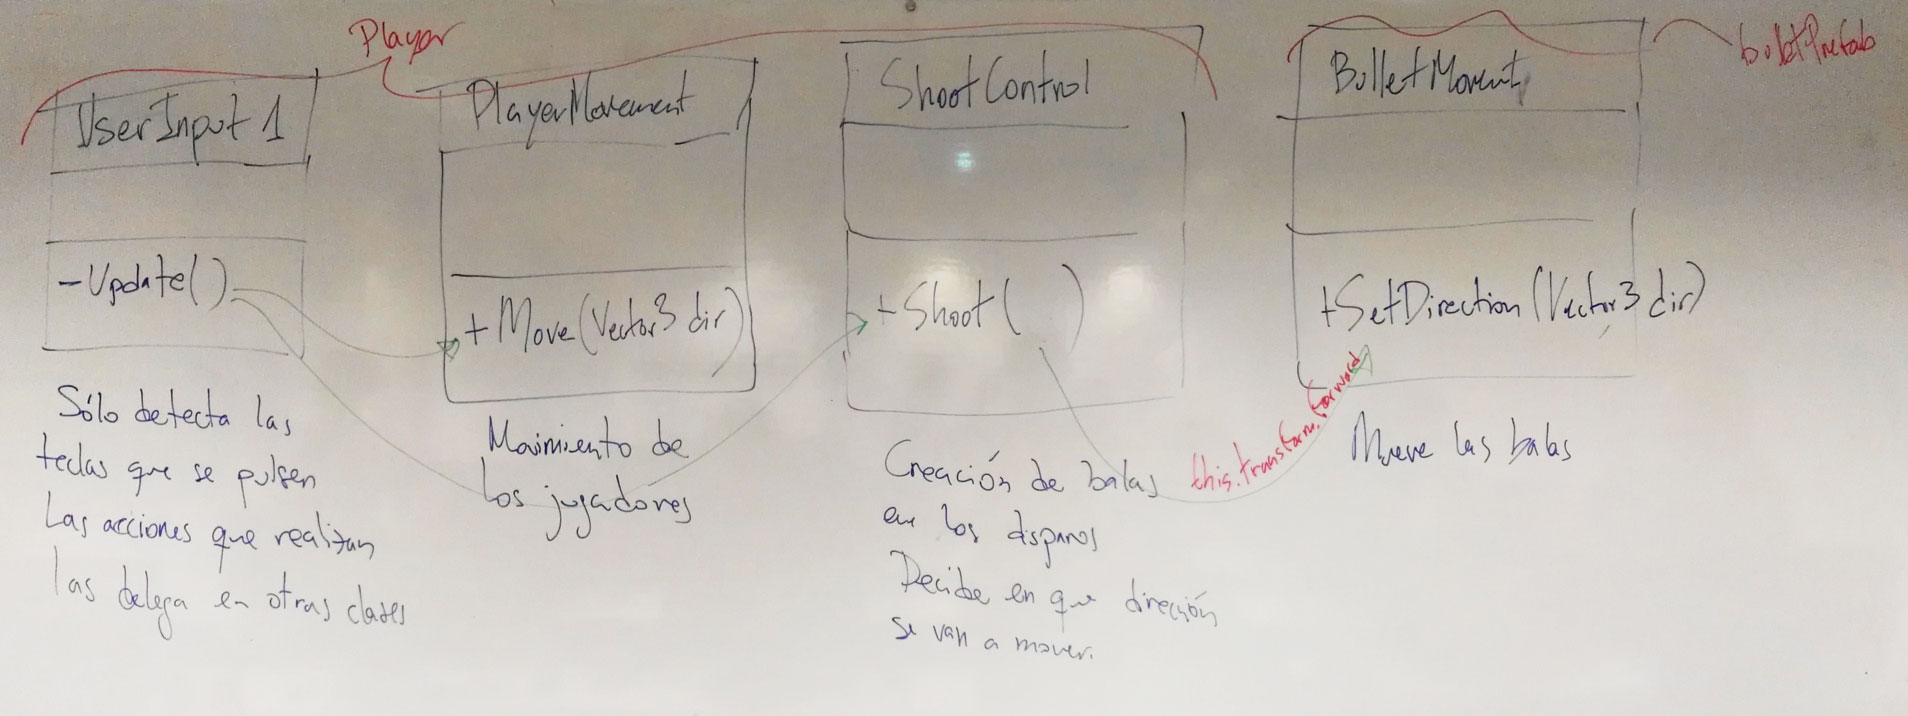 Player
bulletPrefab
UserInput 1
PlayerMovement
ShootControl
BulletMovemt
-Update()
+Move(Vector3 dir)
+Shoot( )
+SetDirection(Vector3 dir)
this.transform.forward
Sólo detecta las
teclas que se pulsen
Las acciones que realizan
las delega en otras clases
Movimiento de
los jugadores
Creación de balas
en los disparos
Decide en que dirección
se van a mover.
Mueve las balas